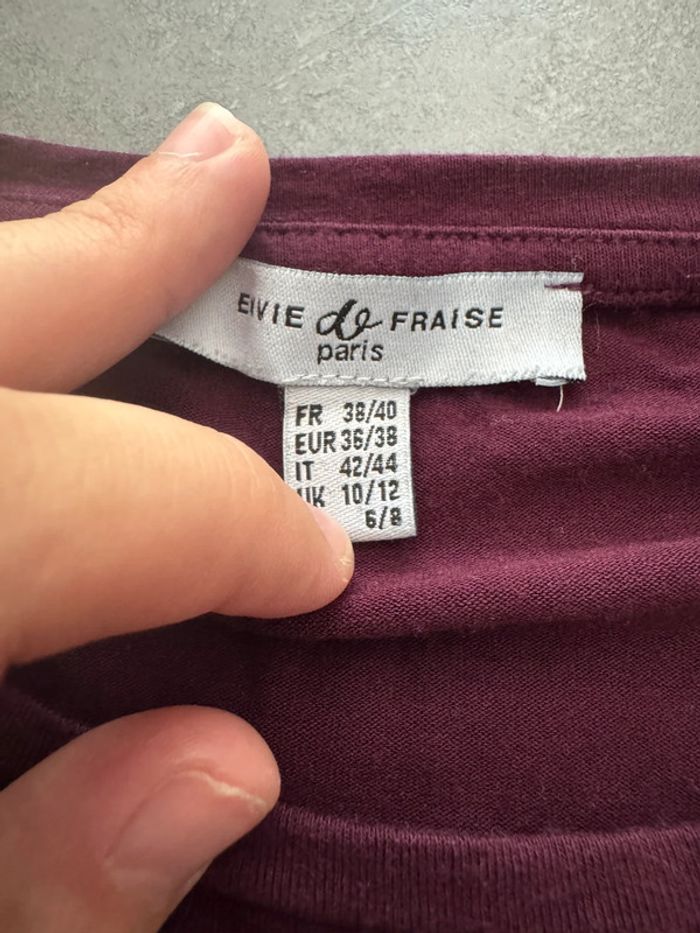 ENVIE de FRAISE
paris
FR 38/40
EUR 36/38
IT 42/44
UK 10/12
6/8